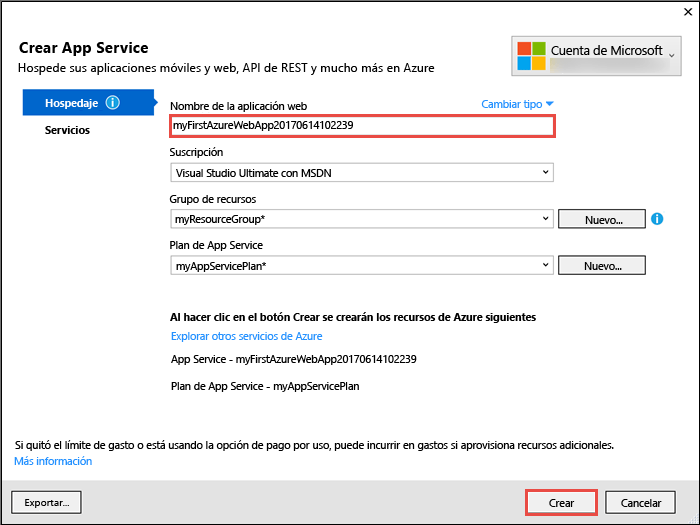 Crear App Service
Hospede sus aplicaciones móviles y web, API de REST y mucho más en Azure
Cuenta de Microsoft
Hospedaje
Servicios
Nombre de la aplicación web
Cambiar tipo
myFirstAzureWebApp20170614102239
Suscripción
Visual Studio Ultimate con MSDN
Grupo de recursos
myResourceGroup*
Nuevo...
Plan de App Service
myAppServicePlan*
Nuevo...
Al hacer clic en el botón Crear se crearán los recursos de Azure siguientes
Explorar otros servicios de Azure
App Service - myFirstAzureWebApp20170614102239
Plan de App Service - myAppServicePlan
Si quitó el límite de gasto o está usando la opción de pago por uso, puede incurrir en gastos si aprovisiona recursos adicionales.
Más información
Exportar...
Crear
Cancelar